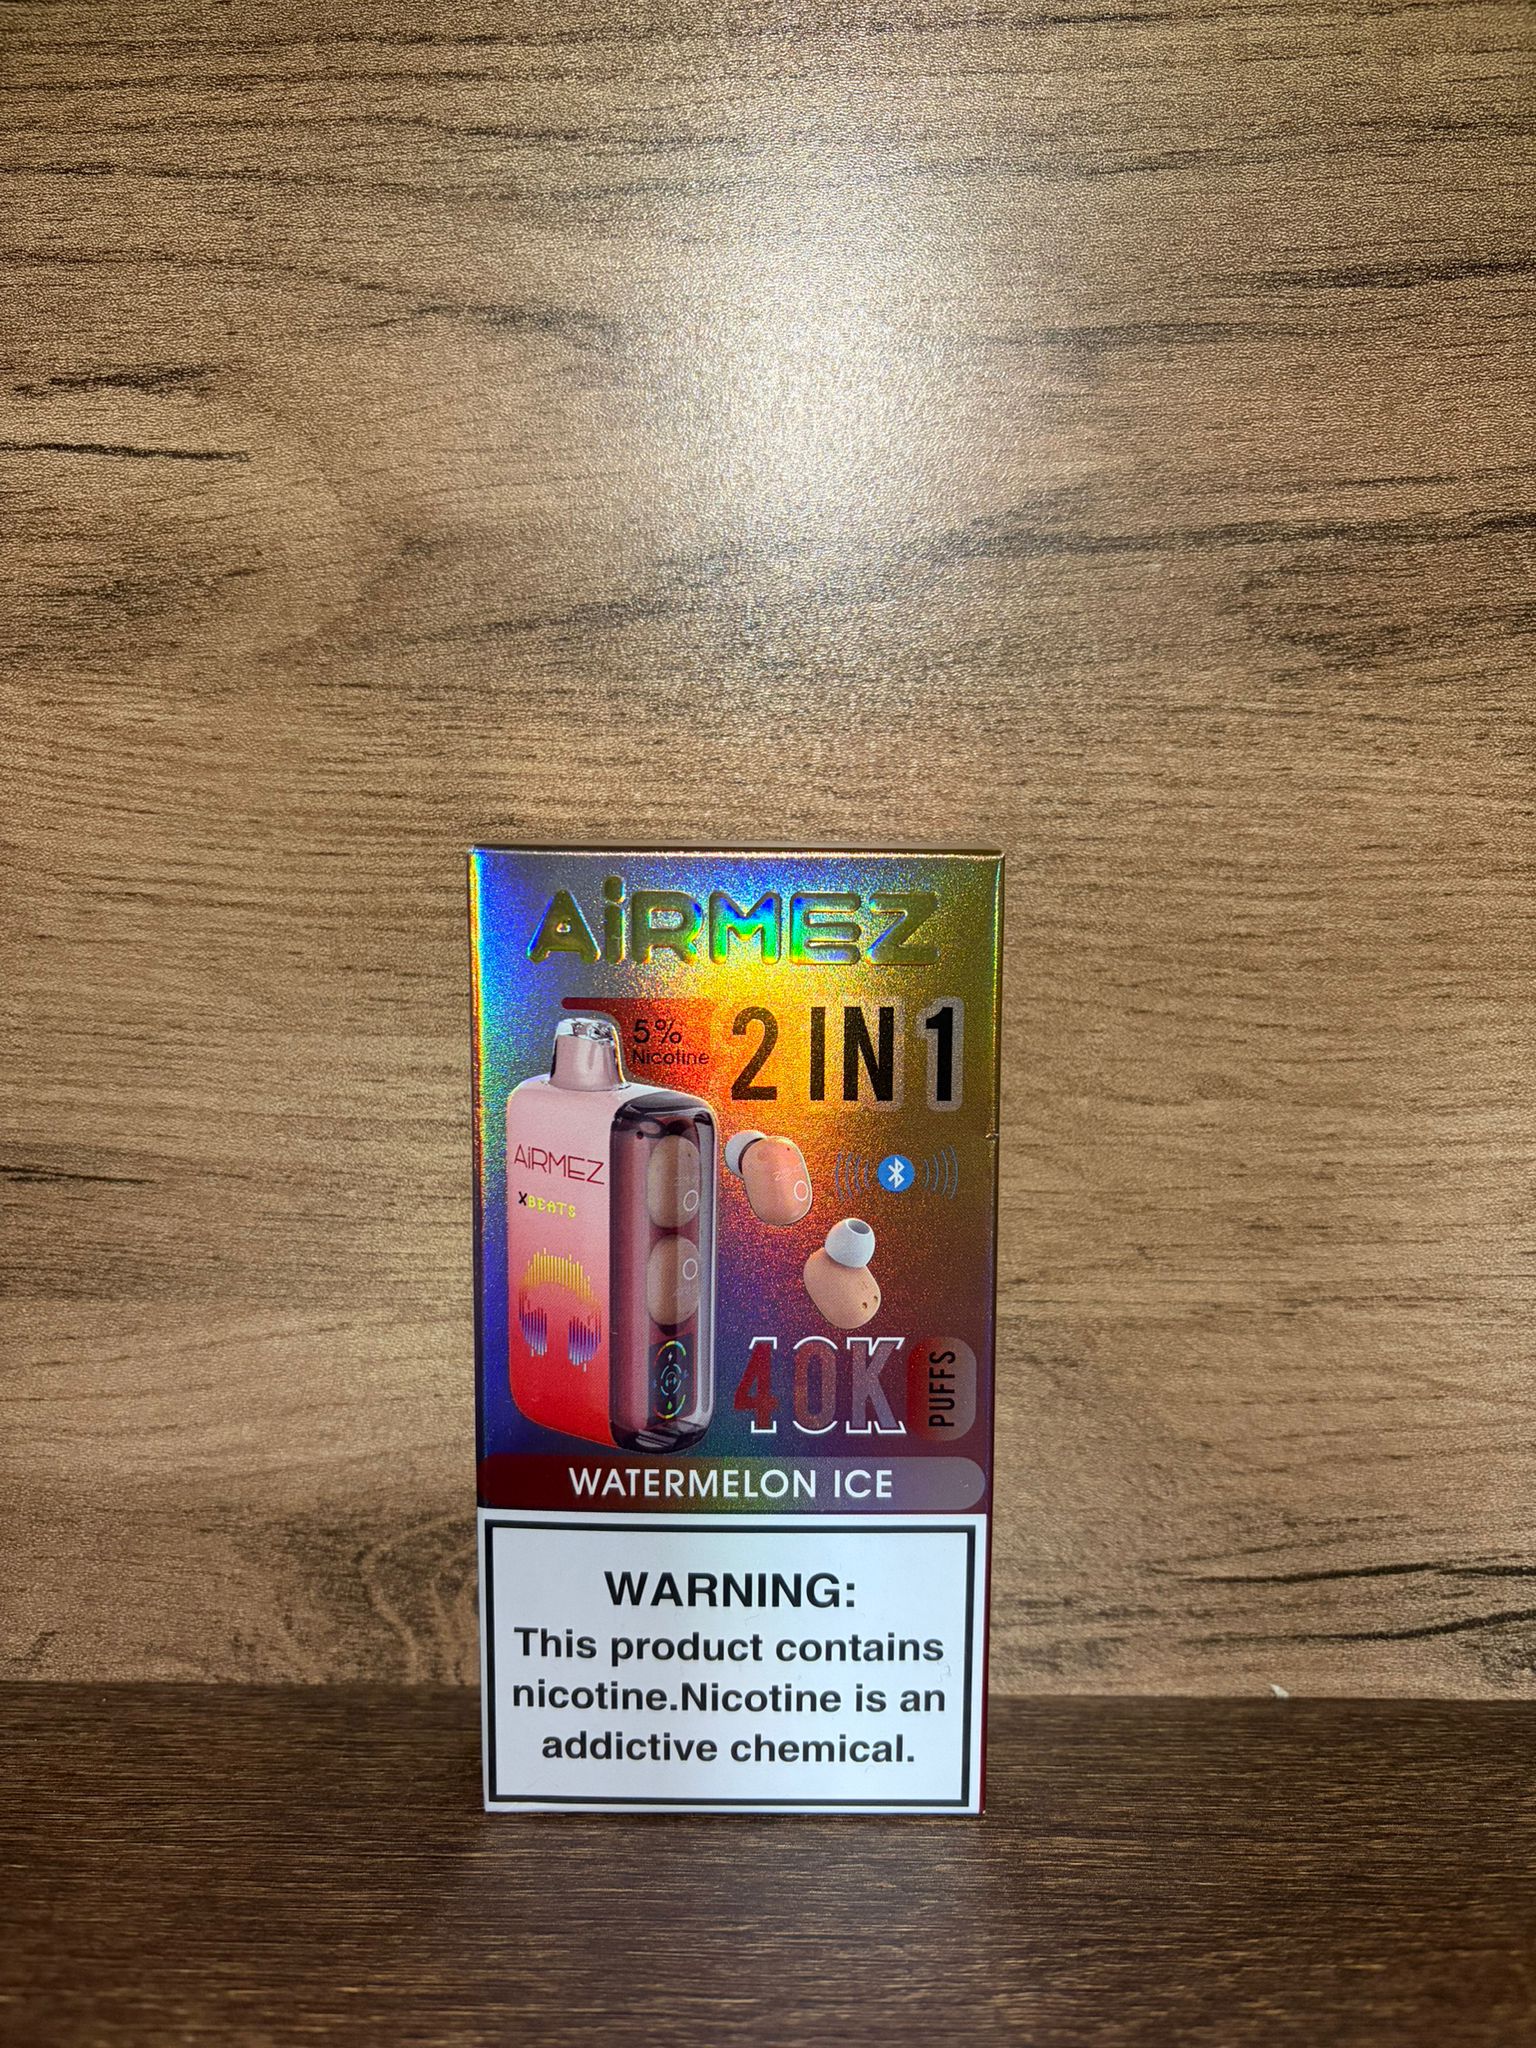 AiRMEZ
5%
Nicotine
2 IN 1
AiRMEZ
XBEATS
40K
PUFFS
WATERMELON ICE
WARNING:
This product contains
nicotine.Nicotine is an
addictive chemical.